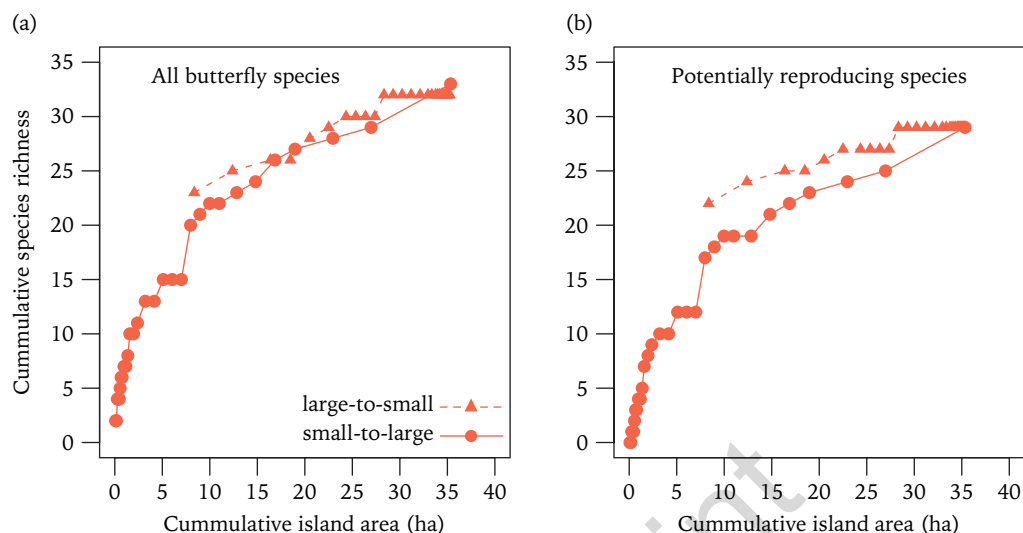 (a)
(b)
All butterfly species
Potentially reproducing species
Cummulative species richness
35
30
25
20
15
10
5
0
large-to-small
small-to-large
0 5 10 15 20 25 30 35 40
Cummulative island area (ha)
35
30
25
20
15
10
5
0
0 5 10 15 20 25 30 35 40
Cummulative island area (ha)
int